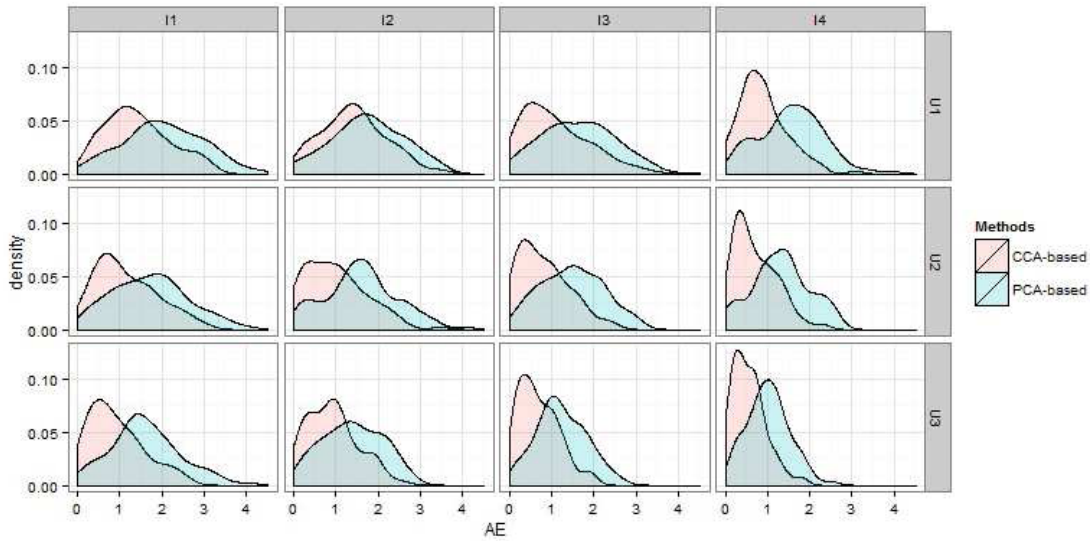 I1 I2 I3 I4
0.10
0.05
0.00
U1
0.10
0.05
0.00
U2
0.10
0.05
0.00
U3
density
0 1 2 3 4 0 1 2 3 4 0 1 2 3 4 0 1 2 3 4
AE
Methods
CCA-based
PCA-based